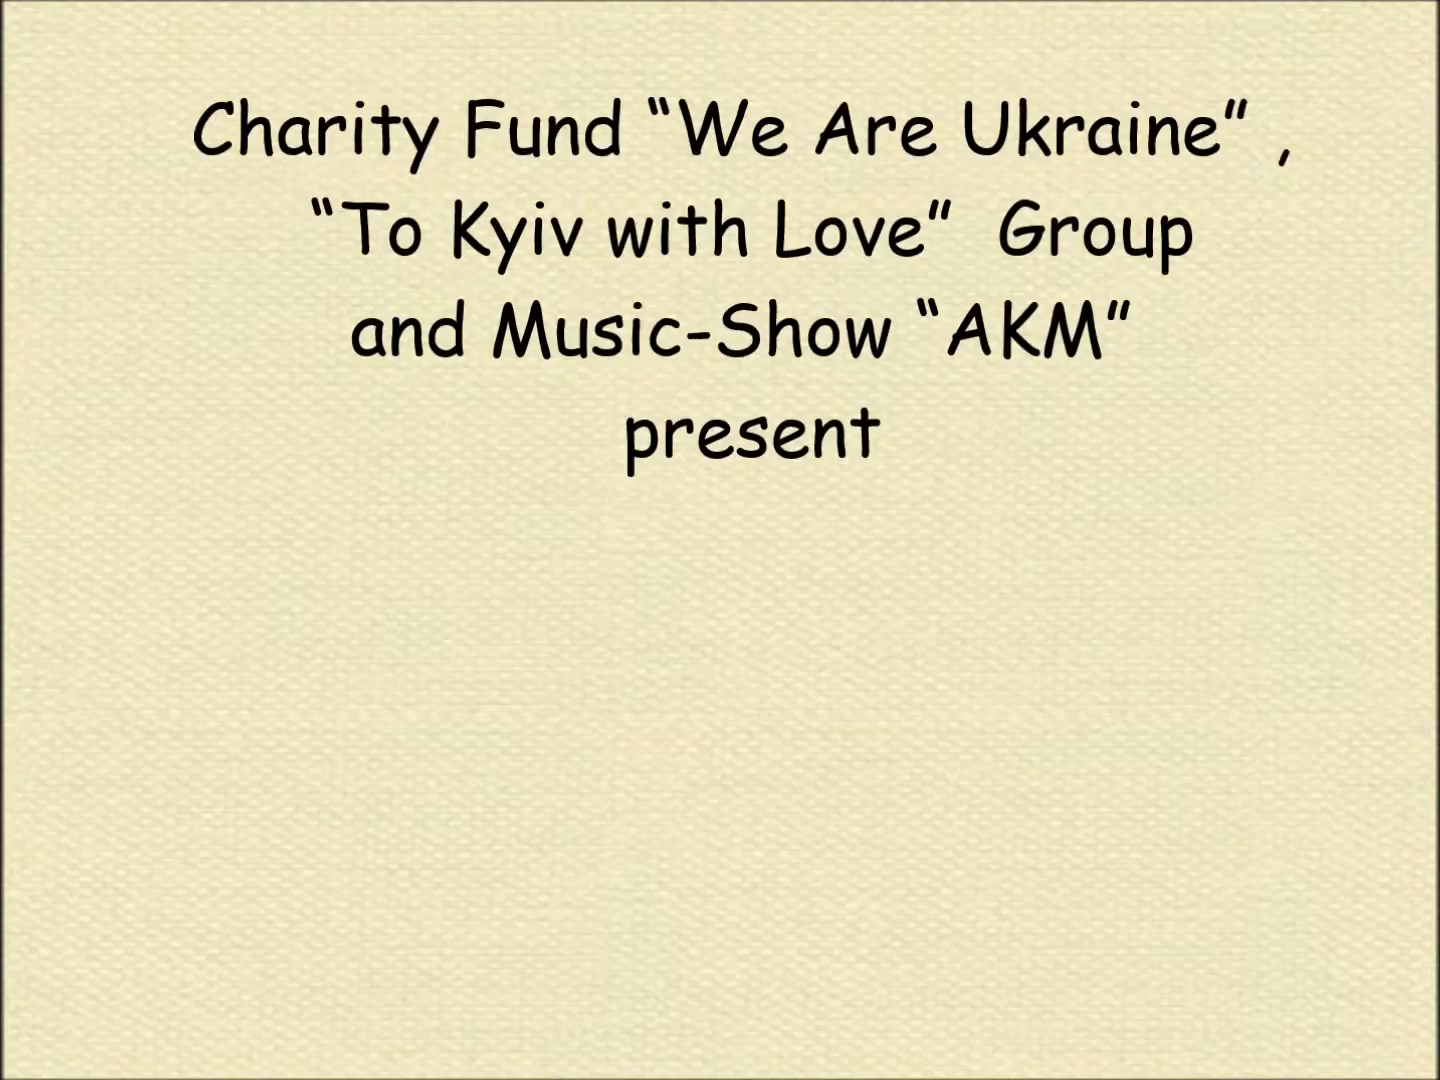 Charity Fund “We Are Ukraine” ,
“To Kyiv with Love”  Group
and Music-Show “AKM”
present